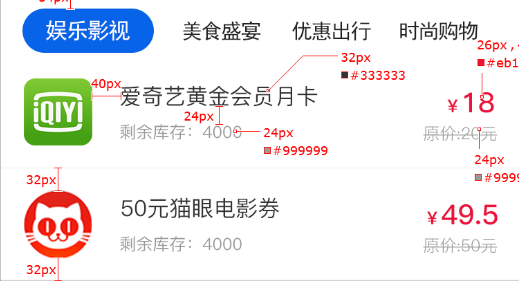 娱乐影视 美食盛宴 优惠出行 时尚购物
32px
#333333
26px,
#eb1
40px
iQIYI
爱奇艺黄金会员月卡
¥18
24px
剩余库存：4000
24px
#999999
原价:20元
24px
#999
32px
50元猫眼电影券
¥49.5
剩余库存：4000
原价:50元
32px